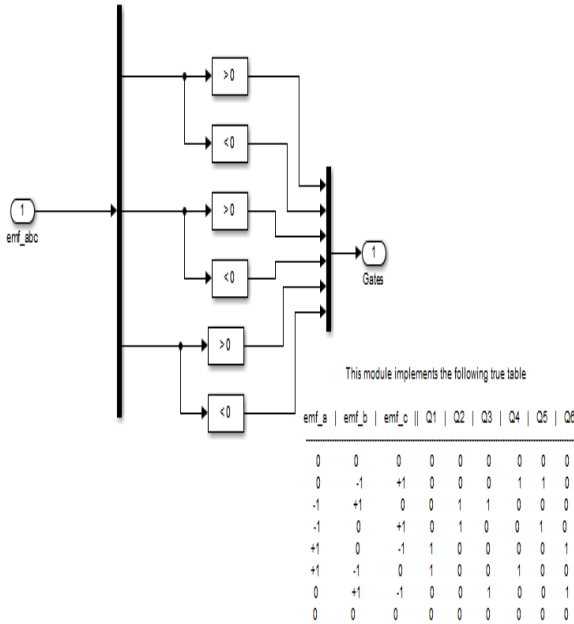 > 0
< 0
1
emf_abc
> 0
< 0
1
Gates
> 0
< 0
This module implements the following true table
emf_a | emf_b | emf_c || Q1 | Q2 | Q3 | Q4 | Q5 | Q6
0 0 0 0 0 0 0 0 0
0 -1 +1 0 0 0 1 1 0
-1 +1 0 0 1 1 0 0 0
-1 0 +1 0 1 0 0 1 0
+1 0 -1 1 0 0 0 0 1
+1 -1 0 1 0 0 1 0 0
0 +1 -1 0 0 1 0 0 1
0 0 0 0 0 0 0 0 0